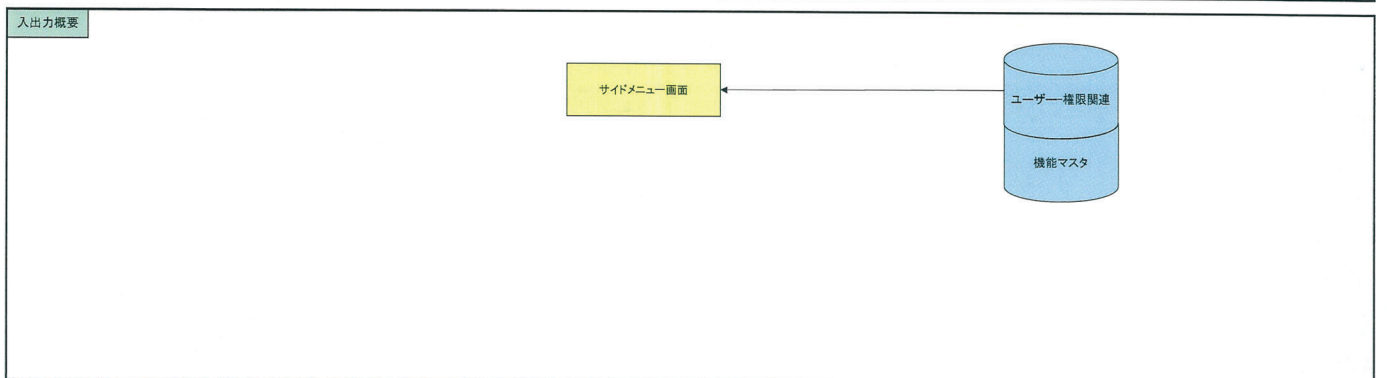 入出力概要
サイドメニュー画面
ユーザー権限関連
機能マスタ